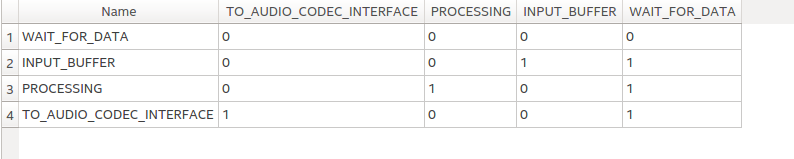 Name TO_AUDIO_CODEC_INTERFACE PROCESSING INPUT_BUFFER WAIT_FOR_DATA
1 WAIT_FOR_DATA 0 0 0 0
2 INPUT_BUFFER 0 0 1 1
3 PROCESSING 0 1 0 1
4 TO_AUDIO_CODEC_INTERFACE 1 0 0 1